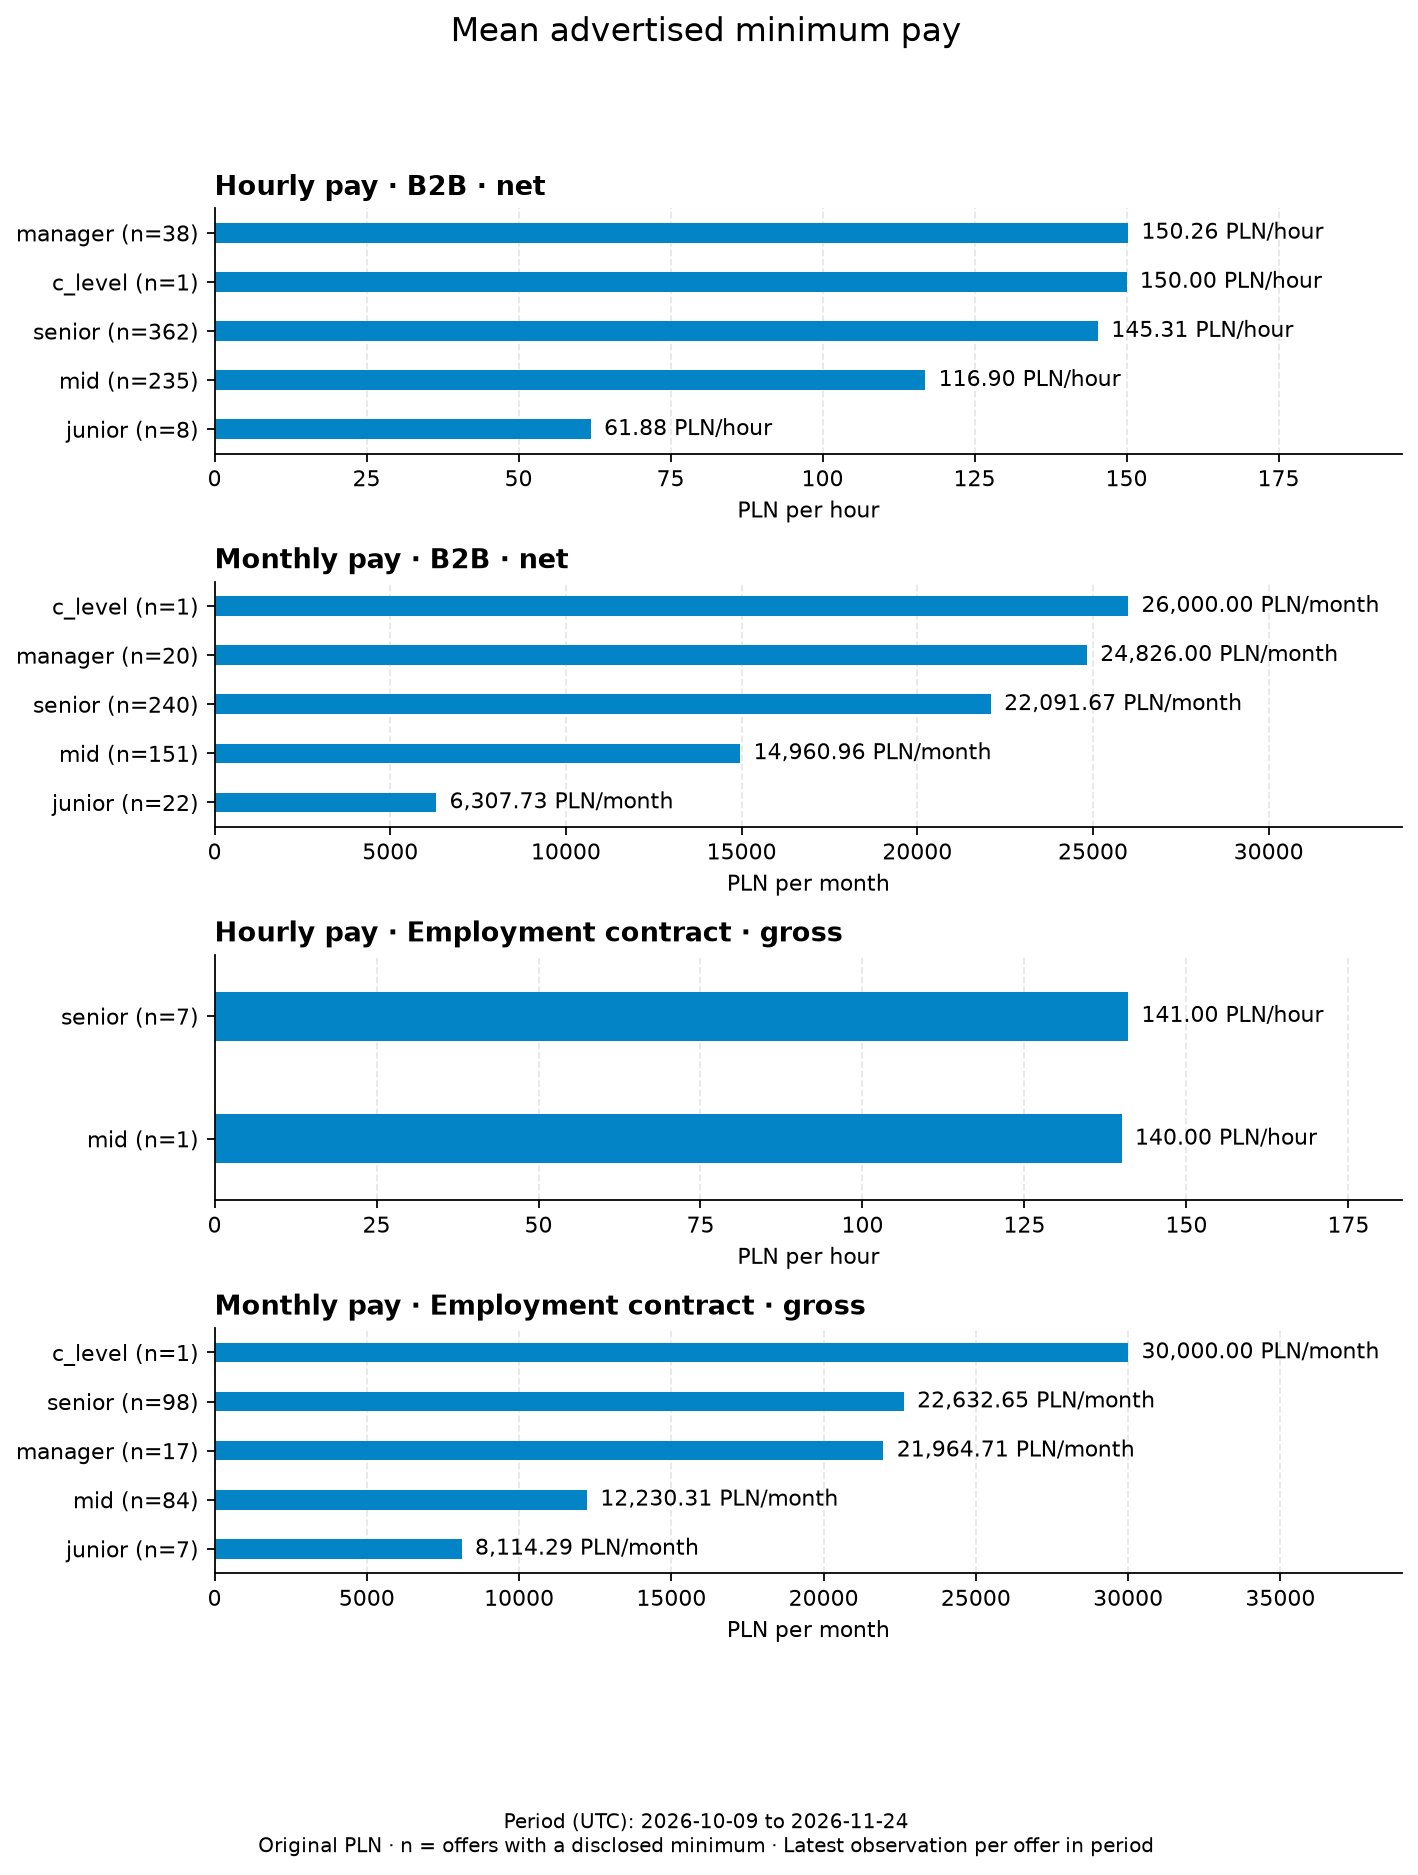 Mean advertised minimum pay
Hourly pay · B2B · net
manager (n=38) 150.26 PLN/hour
c_level (n=1) 150.00 PLN/hour
senior (n=362) 145.31 PLN/hour
mid (n=235) 116.90 PLN/hour
junior (n=8) 61.88 PLN/hour
0 25 50 75 100 125 150 175
PLN per hour
Monthly pay · B2B · net
c_level (n=1) 26,000.00 PLN/month
manager (n=20) 24,826.00 PLN/month
senior (n=240) 22,091.67 PLN/month
mid (n=151) 14,960.96 PLN/month
junior (n=22) 6,307.73 PLN/month
0 5000 10000 15000 20000 25000 30000
PLN per month
Hourly pay · Employment contract · gross
senior (n=7) 141.00 PLN/hour
mid (n=1) 140.00 PLN/hour
0 25 50 75 100 125 150 175
PLN per hour
Monthly pay · Employment contract · gross
c_level (n=1) 30,000.00 PLN/month
senior (n=98) 22,632.65 PLN/month
manager (n=17) 21,964.71 PLN/month
mid (n=84) 12,230.31 PLN/month
junior (n=7) 8,114.29 PLN/month
0 5000 10000 15000 20000 25000 30000 35000
PLN per month
Period (UTC): 2026-10-09 to 2026-11-24
Original PLN · n = offers with a disclosed minimum · Latest observation per offer in period